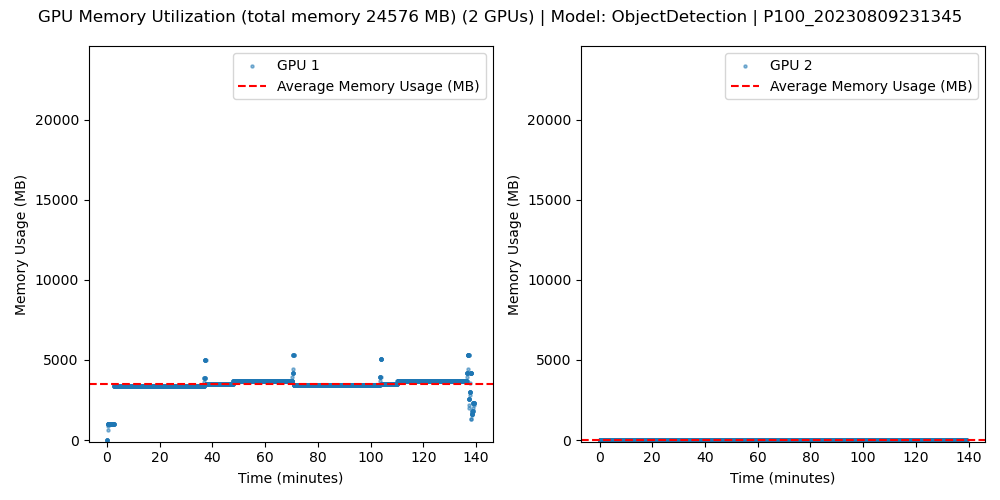 GPU Memory Utilization (total memory 24576 MB) (2 GPUs) | Model: ObjectDetection | P100_20230809231345
GPU 1
Average Memory Usage (MB)
Memory Usage (MB)
20000
15000
10000
5000
0
0 20 40 60 80 100 120 140
Time (minutes)
GPU 2
Average Memory Usage (MB)
Memory Usage (MB)
20000
15000
10000
5000
0
0 20 40 60 80 100 120 140
Time (minutes)